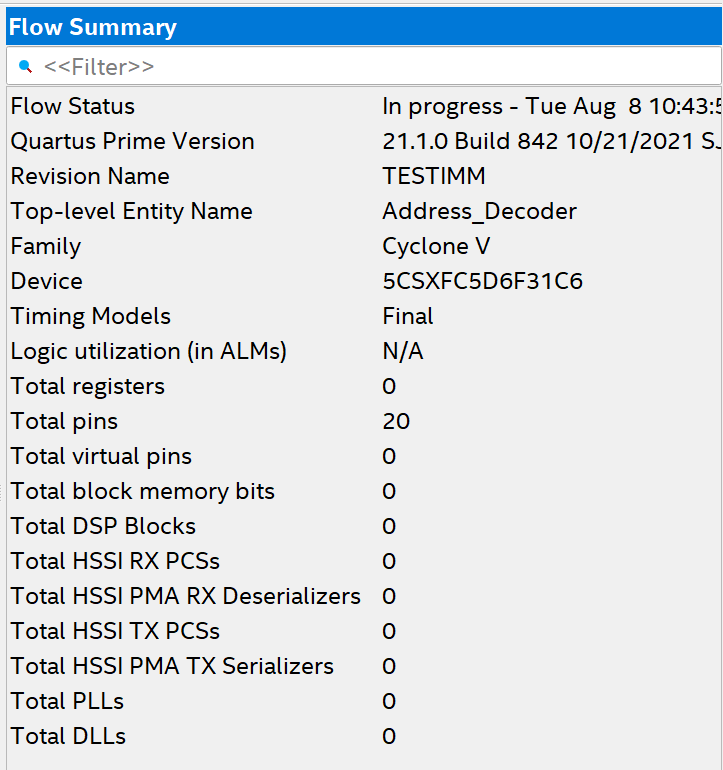 Flow Summary
<<Filter>>
Flow Status In progress - Tue Aug 8 10:43:
Quartus Prime Version 21.1.0 Build 842 10/21/2021
Revision Name TESTIMM
Top-level Entity Name Address_Decoder
Family Cyclone V
Device 5CSXFC5D6F31C6
Timing Models Final
Logic utilization (in ALMs) N/A
Total registers 0
Total pins 20
Total virtual pins 0
Total block memory bits 0
Total DSP Blocks 0
Total HSSI RX PCSs 0
Total HSSI PMA RX Deserializers 0
Total HSSI TX PCSs 0
Total HSSI PMA TX Serializers 0
Total PLLs 0
Total DLLs 0